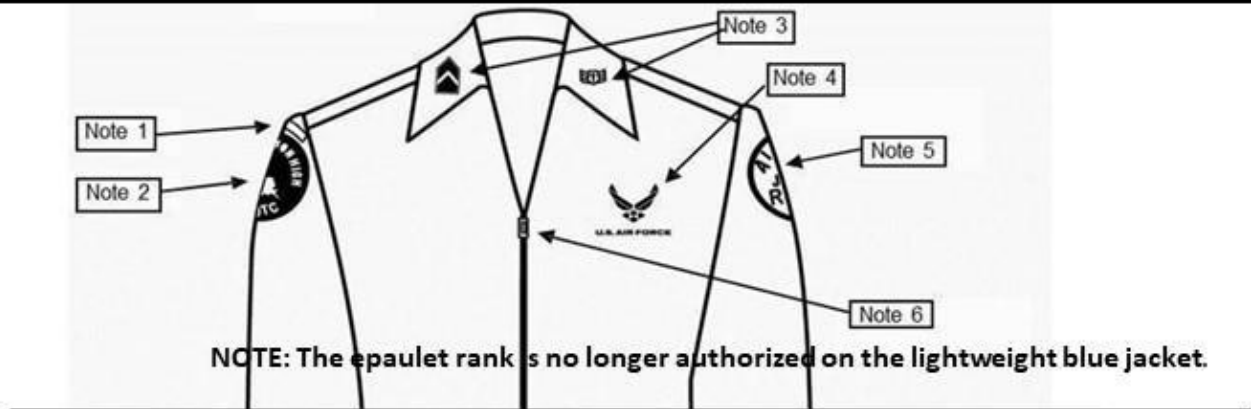 Note 3
Note 4
Note 1
Note 5
Note 2
U.S. AIR FORCE
Note 6
NOTE: The epaulet rank is no longer authorized on the lightweight blue jacket.